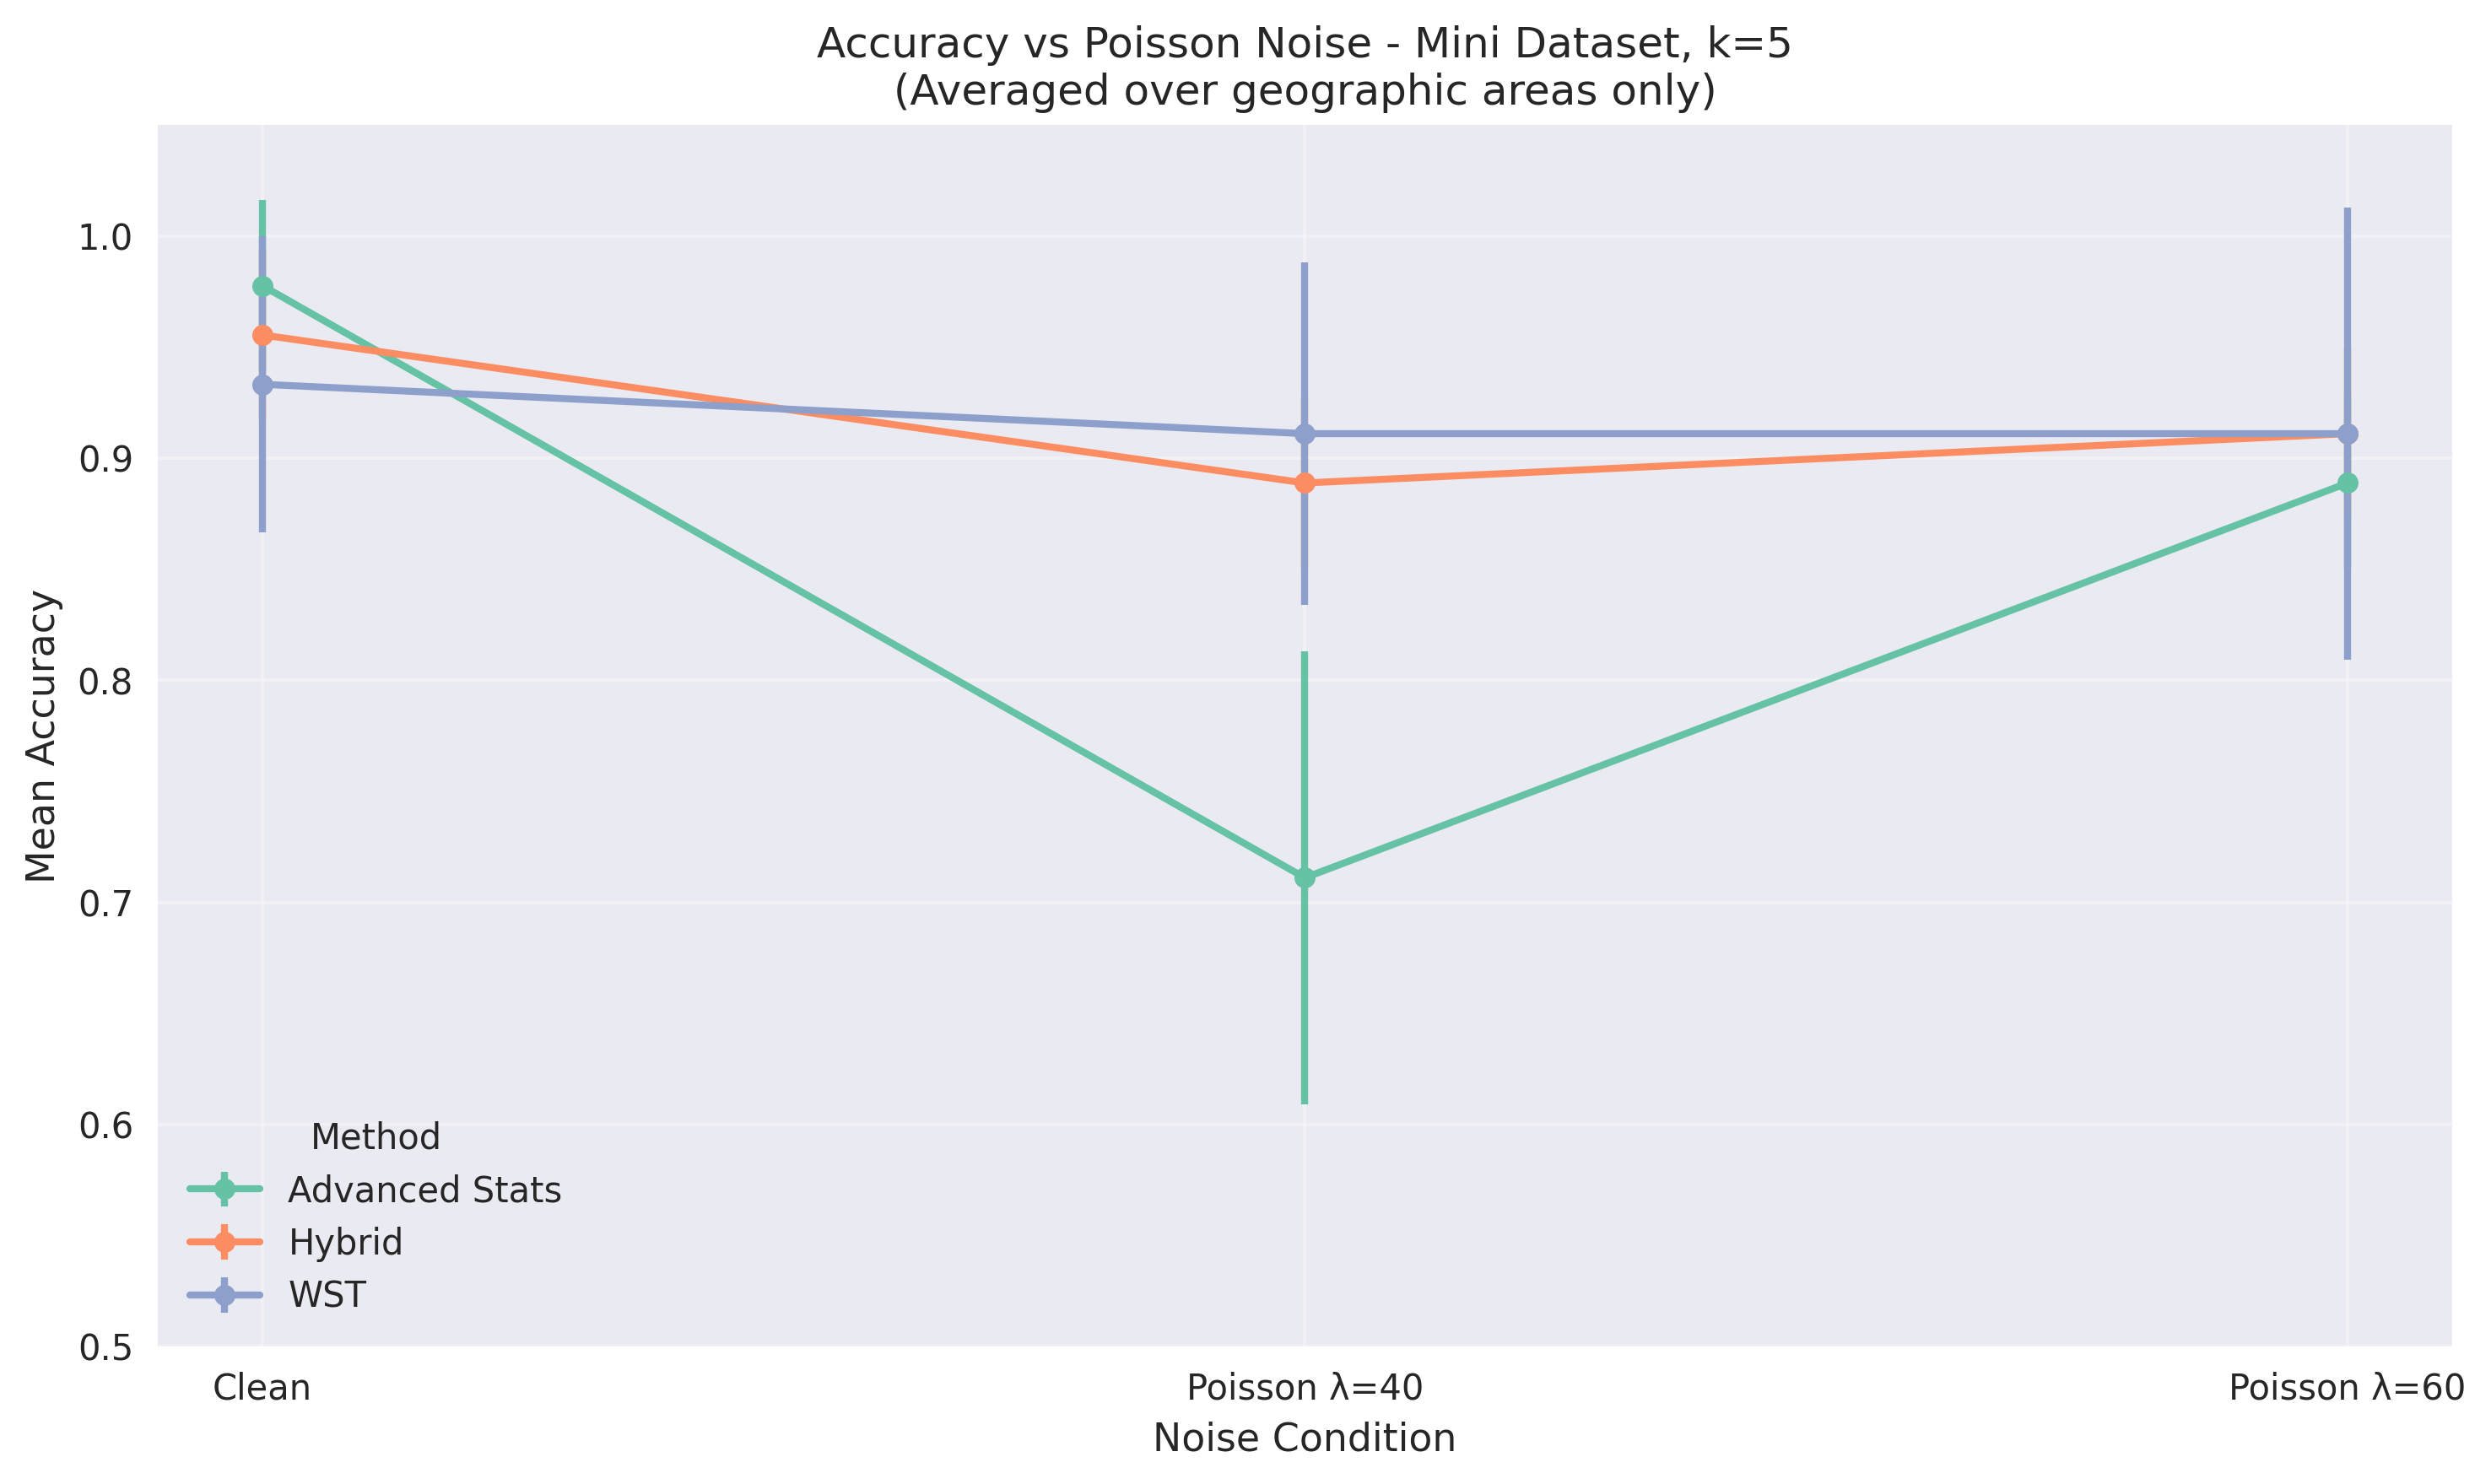 Accuracy vs Poisson Noise - Mini Dataset, k=5
(Averaged over geographic areas only)
Mean Accuracy
1.0
0.9
0.8
0.7
0.6
0.5
Method
Advanced Stats
Hybrid
WST
Clean
Poisson λ=40
Poisson λ=60
Noise Condition